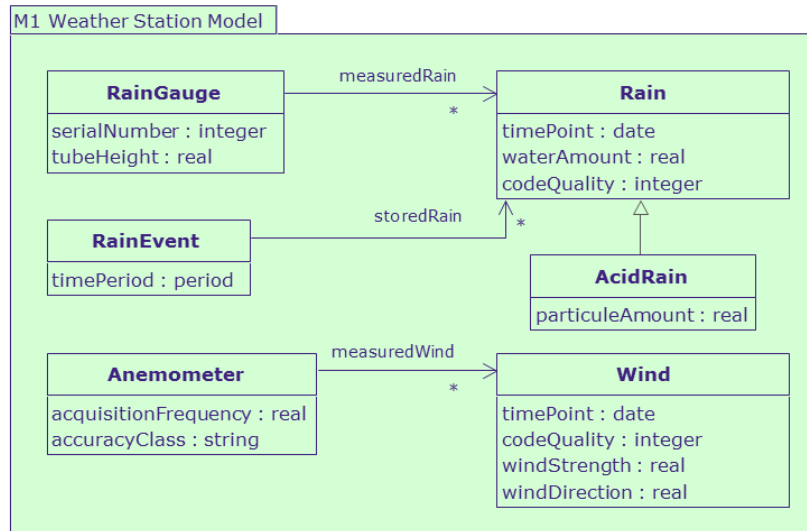 M1 Weather Station Model
RainGauge
serialNumber : integer
tubeHeight : real
measuredRain
*
Rain
timePoint : date
waterAmount : real
codeQuality : integer
RainEvent
timePeriod : period
storedRain
*
AcidRain
particuleAmount : real
Anemometer
acquisitionFrequency : real
accuracyClass : string
measuredWind
*
Wind
timePoint : date
codeQuality : integer
windStrength : real
windDirection : real